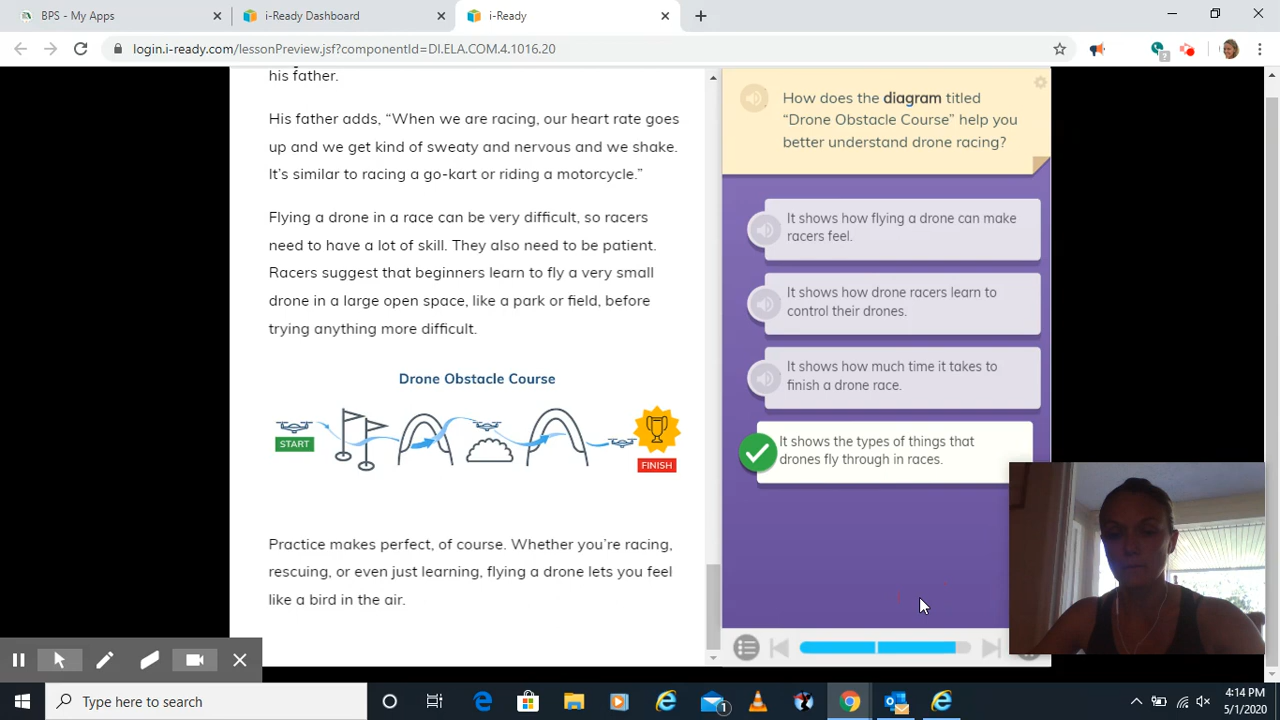 BPS - My Apps
i-Ready Dashboard
i-Ready
login.i-ready.com/lessonPreview.jsf?componentId=DI.ELA.COM.4.1016.20
his father.
His father adds, “When we are racing, our heart rate goes
up and we get kind of sweaty and nervous and we shake.
It’s similar to racing a go-kart or riding a motorcycle.”
Flying a drone in a race can be very difficult, so racers
need to have a lot of skill. They also need to be patient.
Racers suggest that beginners learn to fly a very small
drone in a large open space, like a park or field, before
trying anything more difficult.
Drone Obstacle Course
START
FINISH
Practice makes perfect, of course. Whether you’re racing,
rescuing, or even just learning, flying a drone lets you feel
like a bird in the air.
How does the diagram titled
“Drone Obstacle Course” help you
better understand drone racing?
It shows how flying a drone can make
racers feel.
It shows how drone racers learn to
control their drones.
It shows how much time it takes to
finish a drone race.
It shows the types of things that
drones fly through in races.
Type here to search
1
4:14 PM
5/1/2020